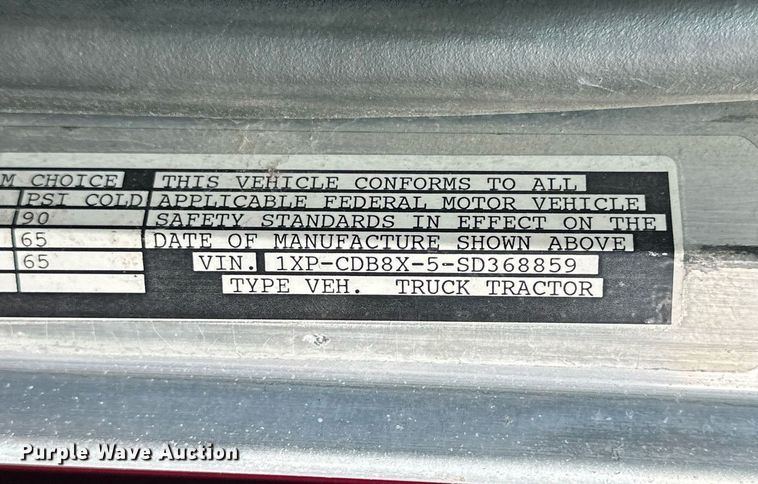 M CHOICE THIS VEHICLE CONFORMS TO ALL
PSI COLD APPLICABLE FEDERAL MOTOR VEHICLE
90 SAFETY STANDARDS IN EFFECT ON THE
65 DATE OF MANUFACTURE SHOWN ABOVE
65 VIN. 1XP-CDB8X-5-SD368859
TYPE VEH. TRUCK TRACTOR
Purple Wave Auction